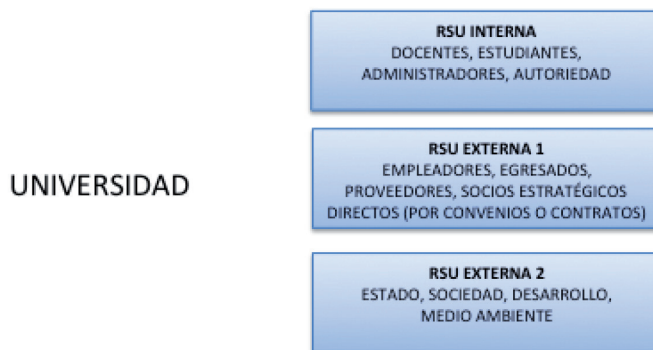 RSU INTERNA
DOCENTES, ESTUDIANTES,
ADMINISTRADORES, AUTORIEDAD
UNIVERSIDAD
RSU EXTERNA 1
EMPLEADORES, EGRESADOS,
PROVEEDORES, SOCIOS ESTRATÉGICOS
DIRECTOS (POR CONVENIOS O CONTRATOS)
RSU EXTERNA 2
ESTADO, SOCIEDAD, DESARROLLO,
MEDIO AMBIENTE